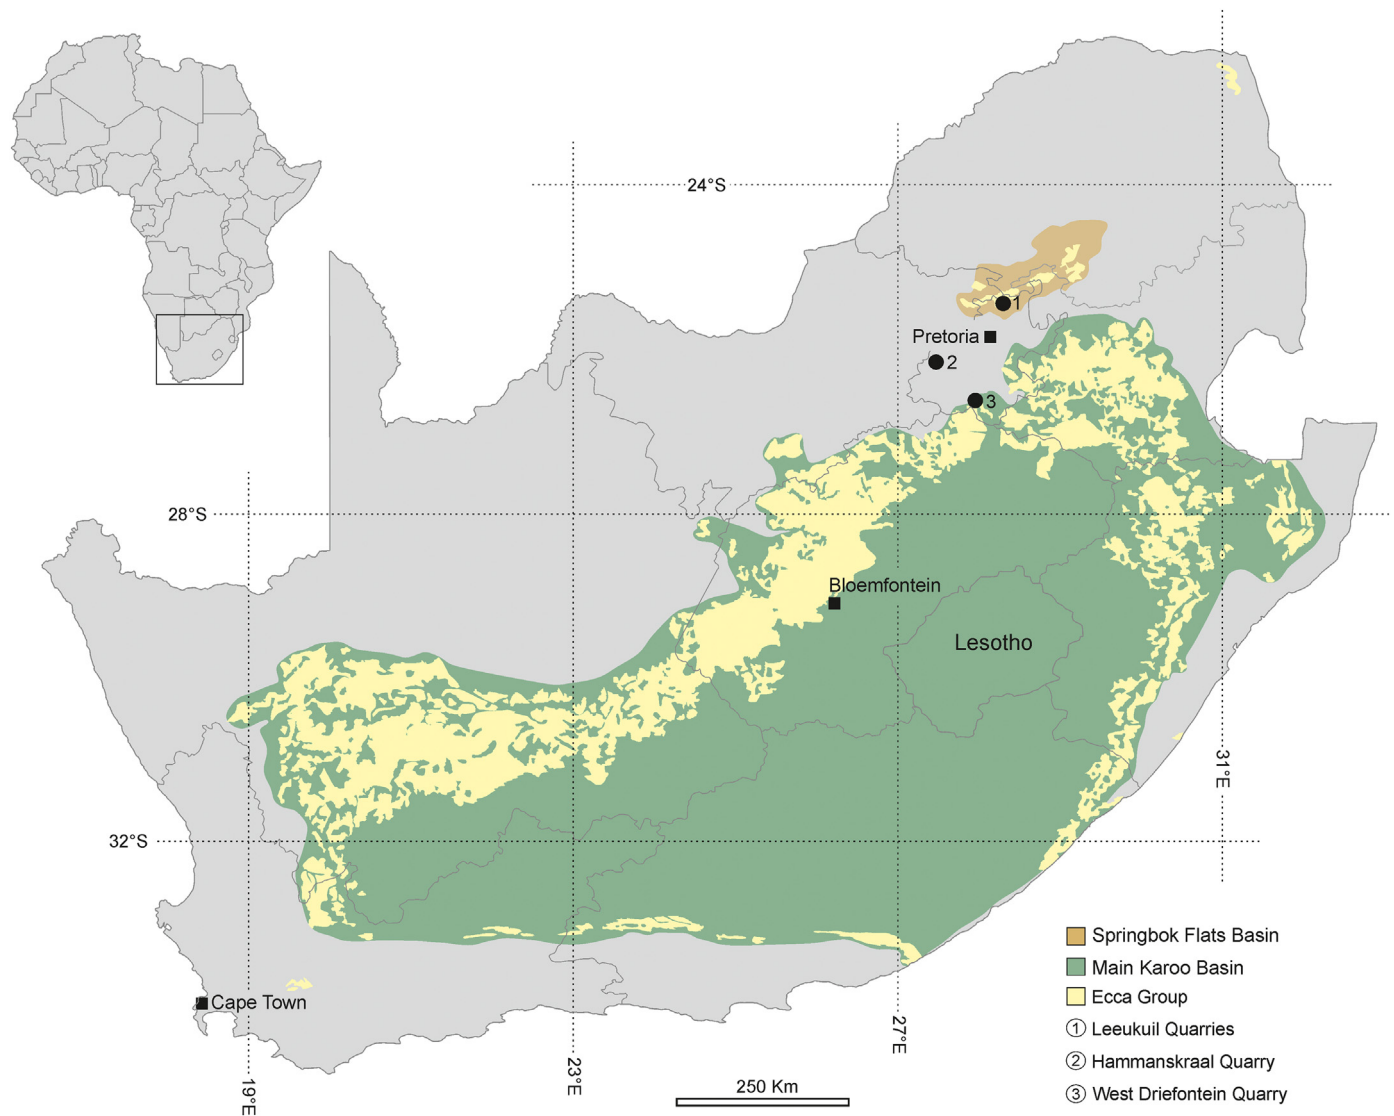 24°S
1
Pretoria
2
3
28°S
Bloemfontein
Lesotho
31°E
32°S
Cape Town
27°E
23°E
19°E
250 Km
Springbok Flats Basin
Main Karoo Basin
Ecca Group
1 Leeukuil Quarries
2 Hammanskraal Quarry
3 West Driefontein Quarry